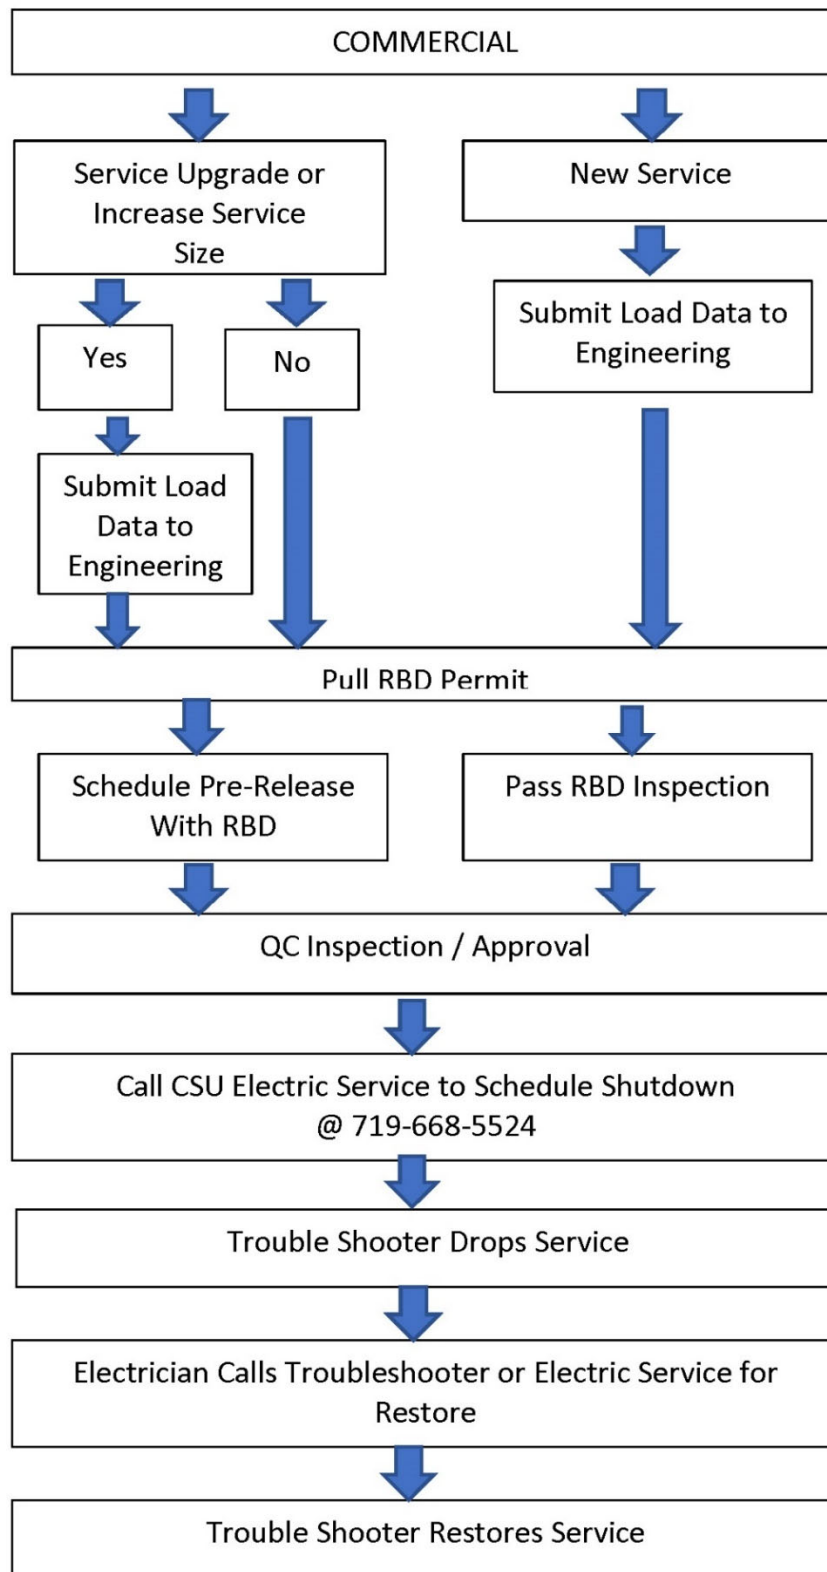 COMMERCIAL
Service Upgrade or
Increase Service
Size
New Service
Yes
No
Submit Load Data to
Engineering
Submit Load
Data to
Engineering
Pull RBD Permit
Schedule Pre-Release
With RBD
Pass RBD Inspection
QC Inspection / Approval
Call CSU Electric Service to Schedule Shutdown
@ 719-668-5524
Trouble Shooter Drops Service
Electrician Calls Troubleshooter or Electric Service for
Restore
Trouble Shooter Restores Service